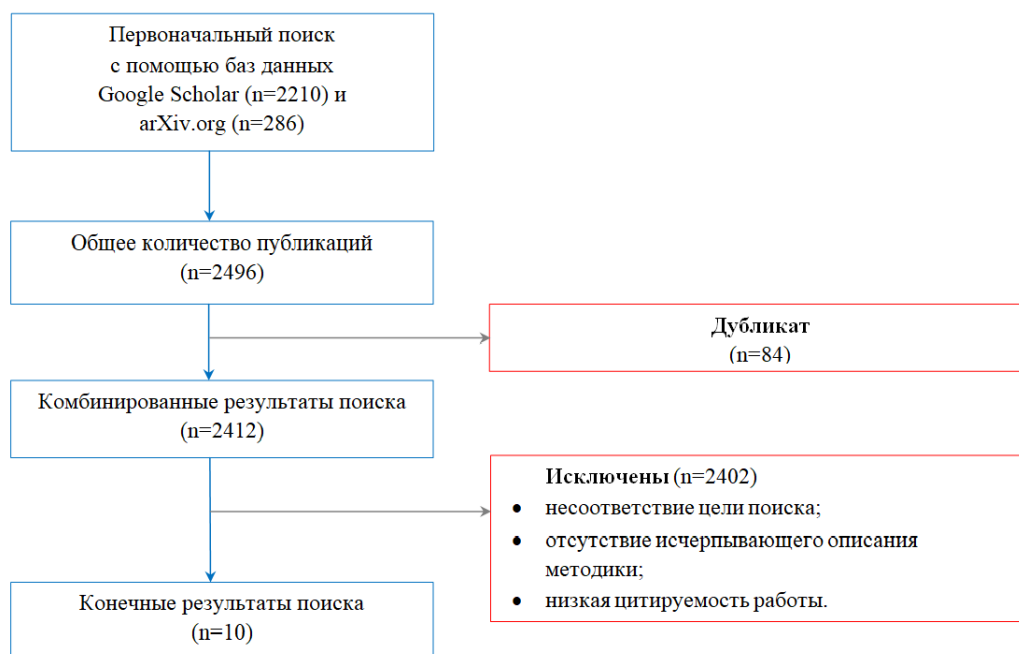 Первоначальный поиск
с помощью баз данных
Google Scholar (n=2210) и
arXiv.org (n=286)
Общее количество публикаций
(n=2496)
Дубликат
(n=84)
Комбинированные результаты поиска
(n=2412)
Исключены (n=2402)
• несоответствие цели поиска;
• отсутствие исчерпывающего описания
методики;
• низкая цитируемость работы.
Конечные результаты поиска
(n=10)